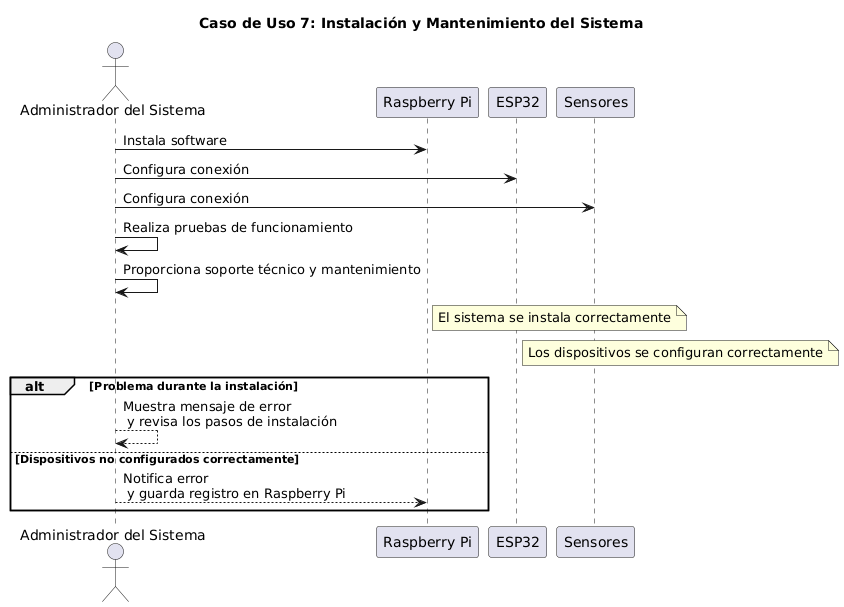 Caso de Uso 7: Instalación y Mantenimiento del Sistema
Administrador del Sistema
Raspberry Pi
ESP32
Sensores
Instala software
Configura conexión
Configura conexión
Realiza pruebas de funcionamiento
Proporciona soporte técnico y mantenimiento
El sistema se instala correctamente
Los dispositivos se configuran correctamente
alt
[Problema durante la instalación]
Muestra mensaje de error
y revisa los pasos de instalación
[Dispositivos no configurados correctamente]
Notifica error
y guarda registro en Raspberry Pi
Administrador del Sistema
Raspberry Pi
ESP32
Sensores